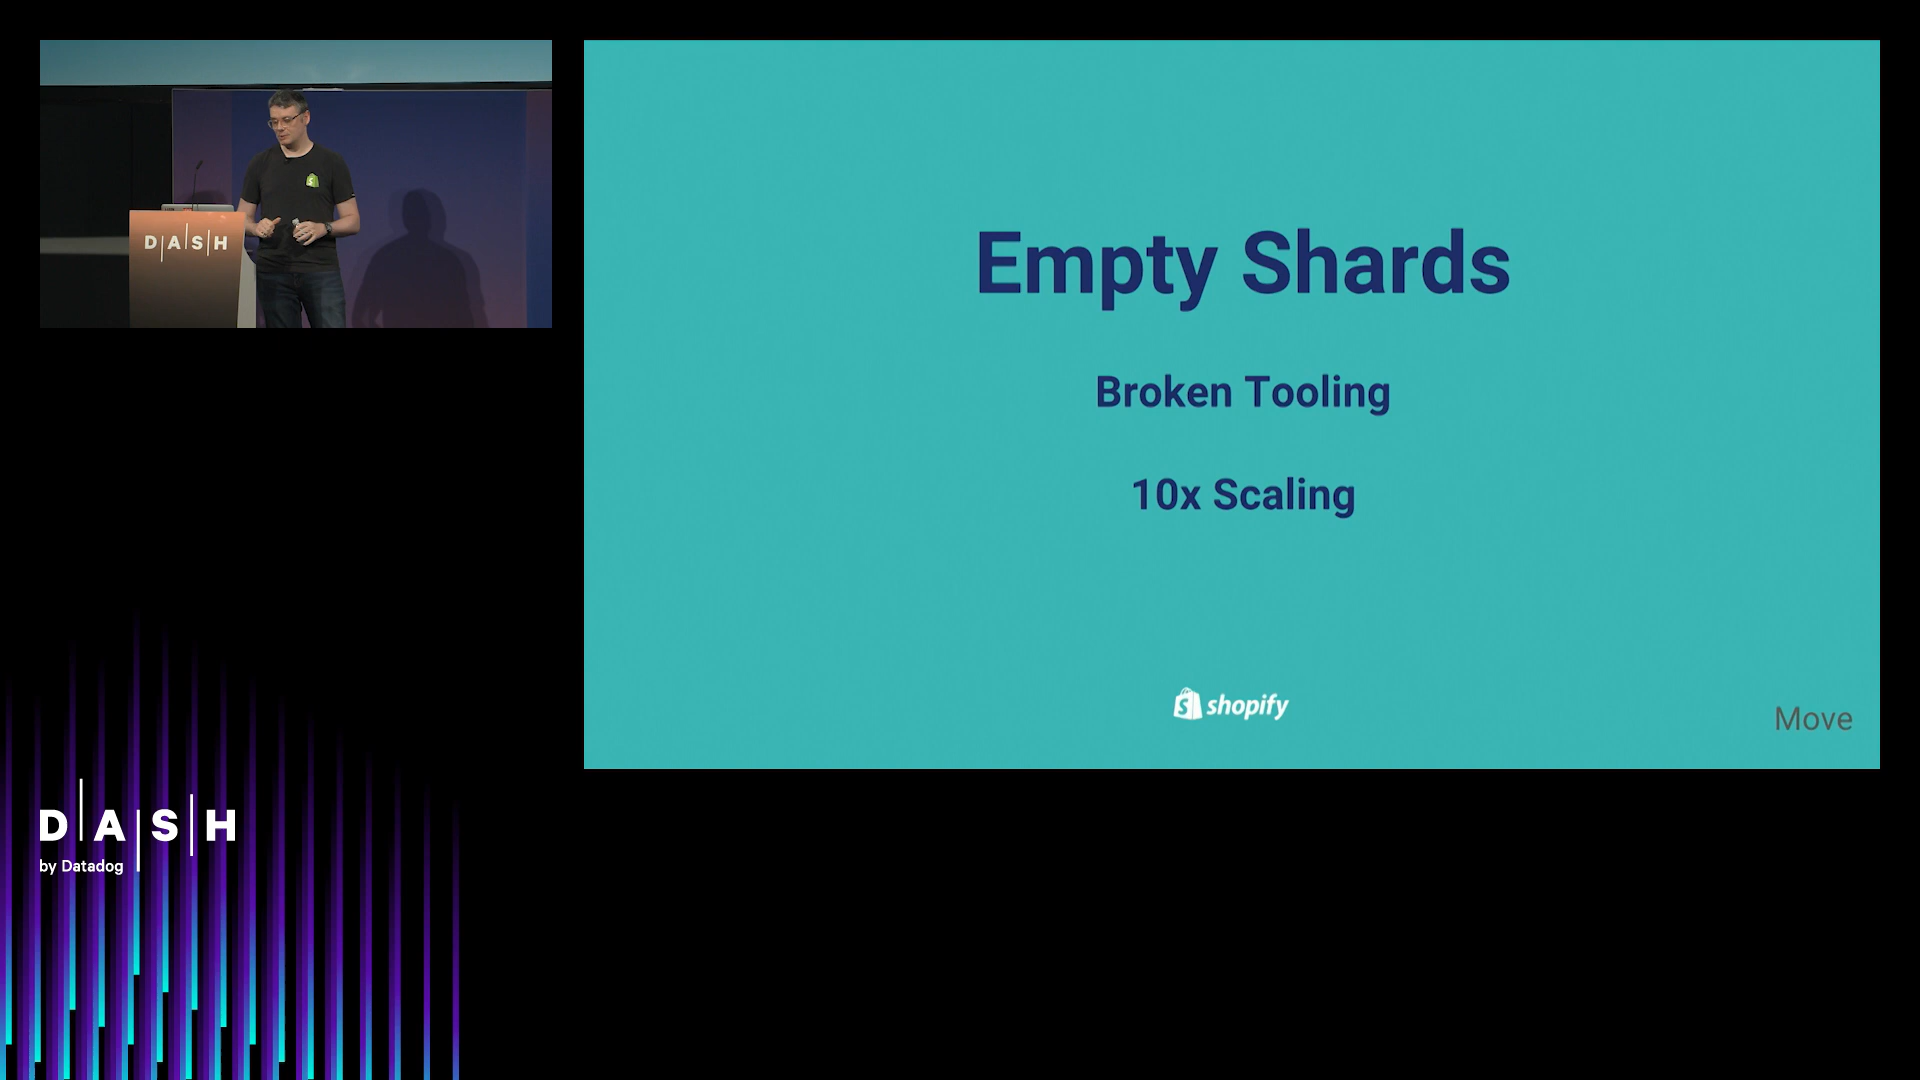 D|A|S|H
Empty Shards
Broken Tooling
10x Scaling
shopify
Move
D|A|S|H
by Datadog